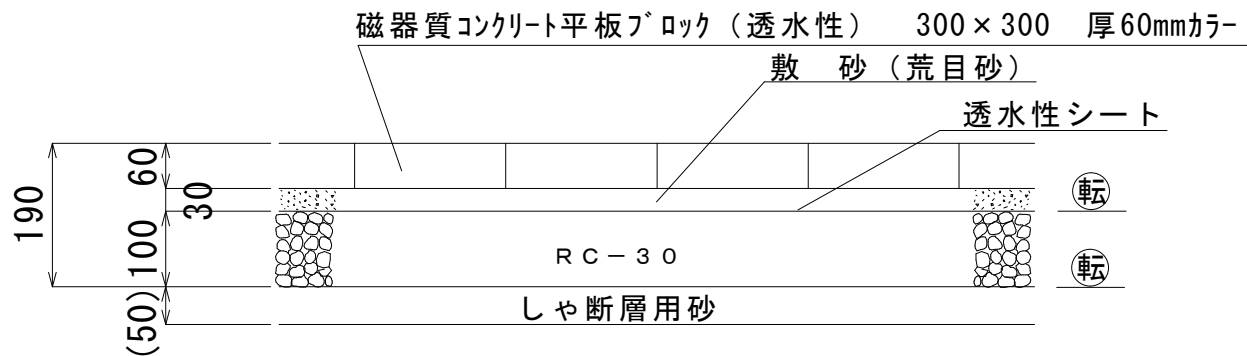 磁器質コンクリート平板ブロック（透水性）　300×300　厚60mmカラー
敷　砂（荒目砂）
透水性シート
60
30
190
転
100
RC－30
転
(50)
しゃ断層用砂